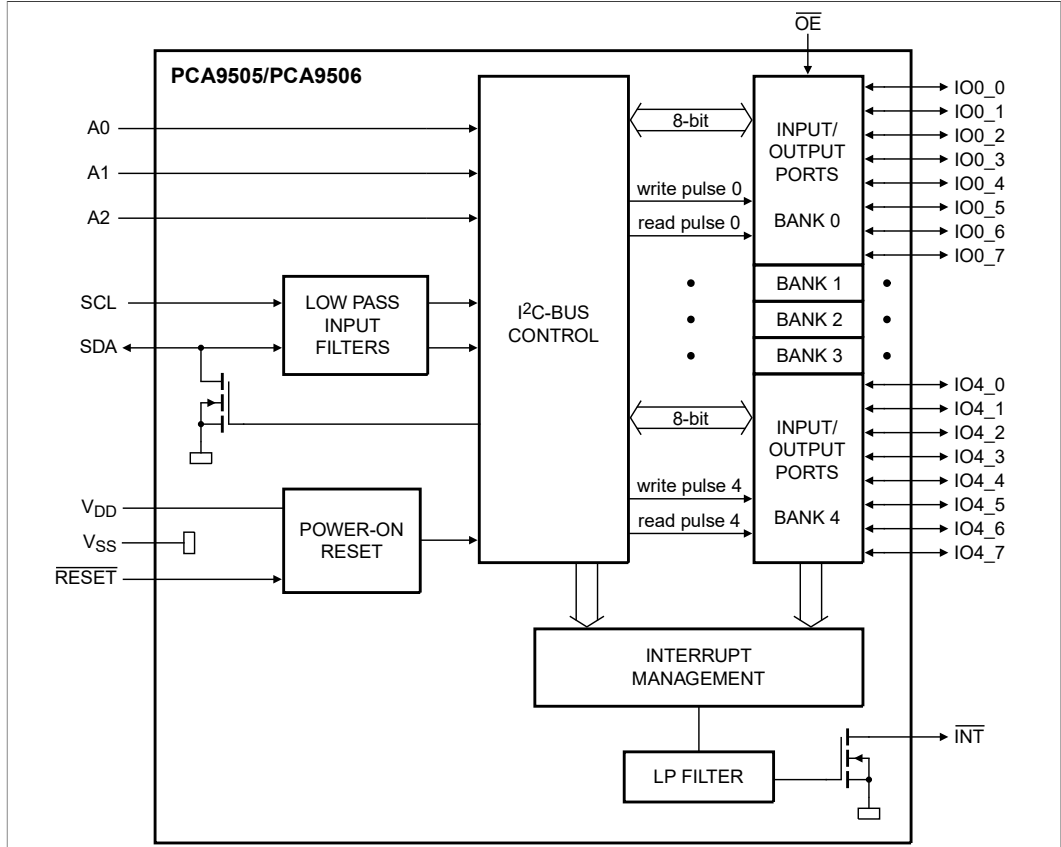 OE
PCA9505/PCA9506
A0
A1
A2
SCL
SDA
LOW PASS
INPUT
FILTERS
VDD
VSS
RESET
POWER-ON
RESET
I2C-BUS
CONTROL
8-bit
write pulse 0
read pulse 0
8-bit
write pulse 4
read pulse 4
INPUT/
OUTPUT
PORTS
BANK 0
BANK 1
BANK 2
BANK 3
INPUT/
OUTPUT
PORTS
BANK 4
IO0_0
IO0_1
IO0_2
IO0_3
IO0_4
IO0_5
IO0_6
IO0_7
IO4_0
IO4_1
IO4_2
IO4_3
IO4_4
IO4_5
IO4_6
IO4_7
INTERRUPT
MANAGEMENT
LP FILTER
INT